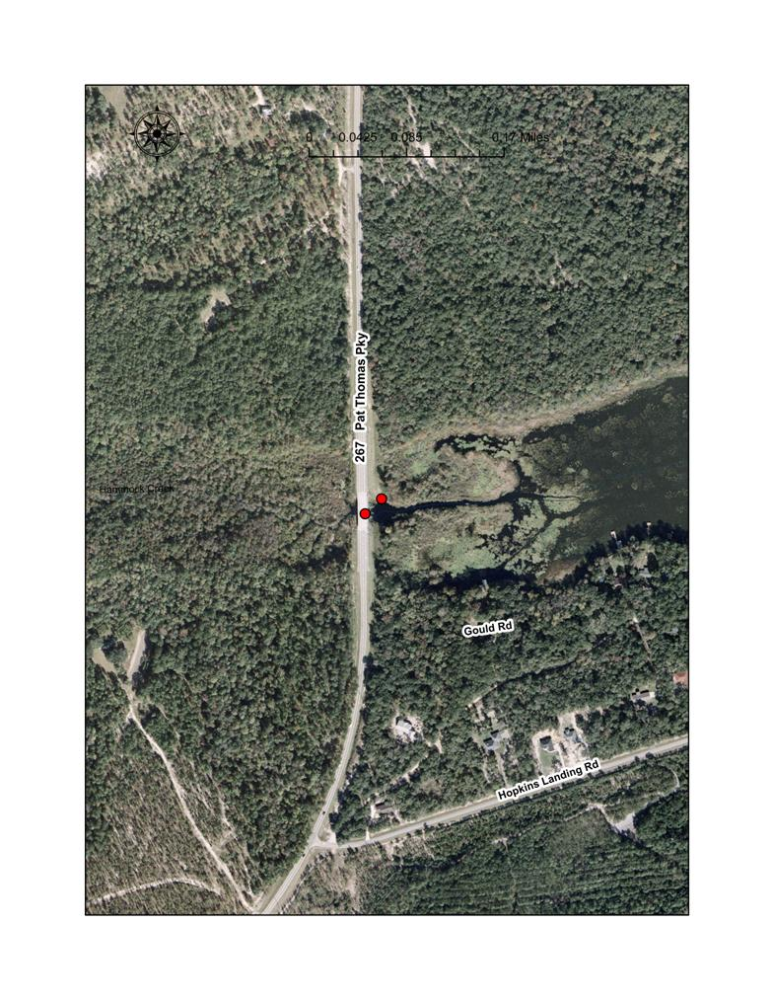 0 0.0425 0.085 0.17 Miles
267 Pat Thomas Pky
Hammock Creek
Gould Rd
Hopkins Landing Rd